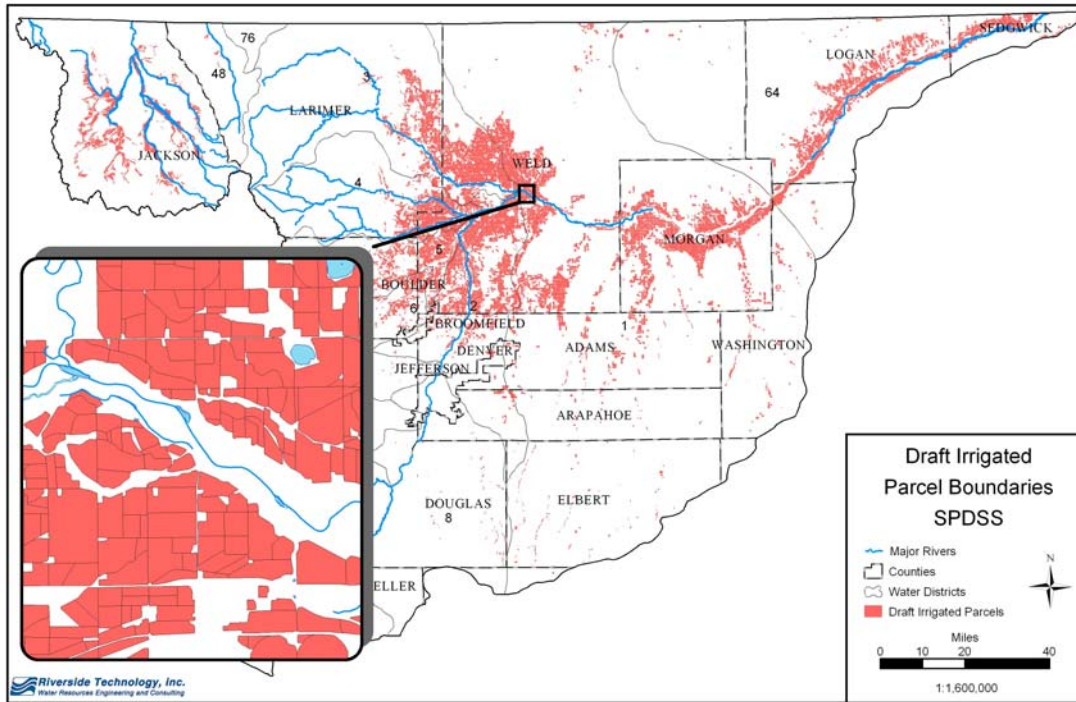 76
48
3
LARIMER
JACKSON
4
WELD
64
LOGAN
SEDGWICK
MORGAN
5
BOULDER
6
2
BROOMFIELD
1
DENVER
ADAMS
WASHINGTON
JEFFERSON
ARAPAHOE
DOUGLAS
8
ELBERT
ELLER
Draft Irrigated
Parcel Boundaries
SPDSS
Major Rivers
Counties
Water Districts
Draft Irrigated Parcels
N
Miles
0 10 20 40
1:1,600,000
Riverside Technology, inc.
Water Resources Engineering and Consulting